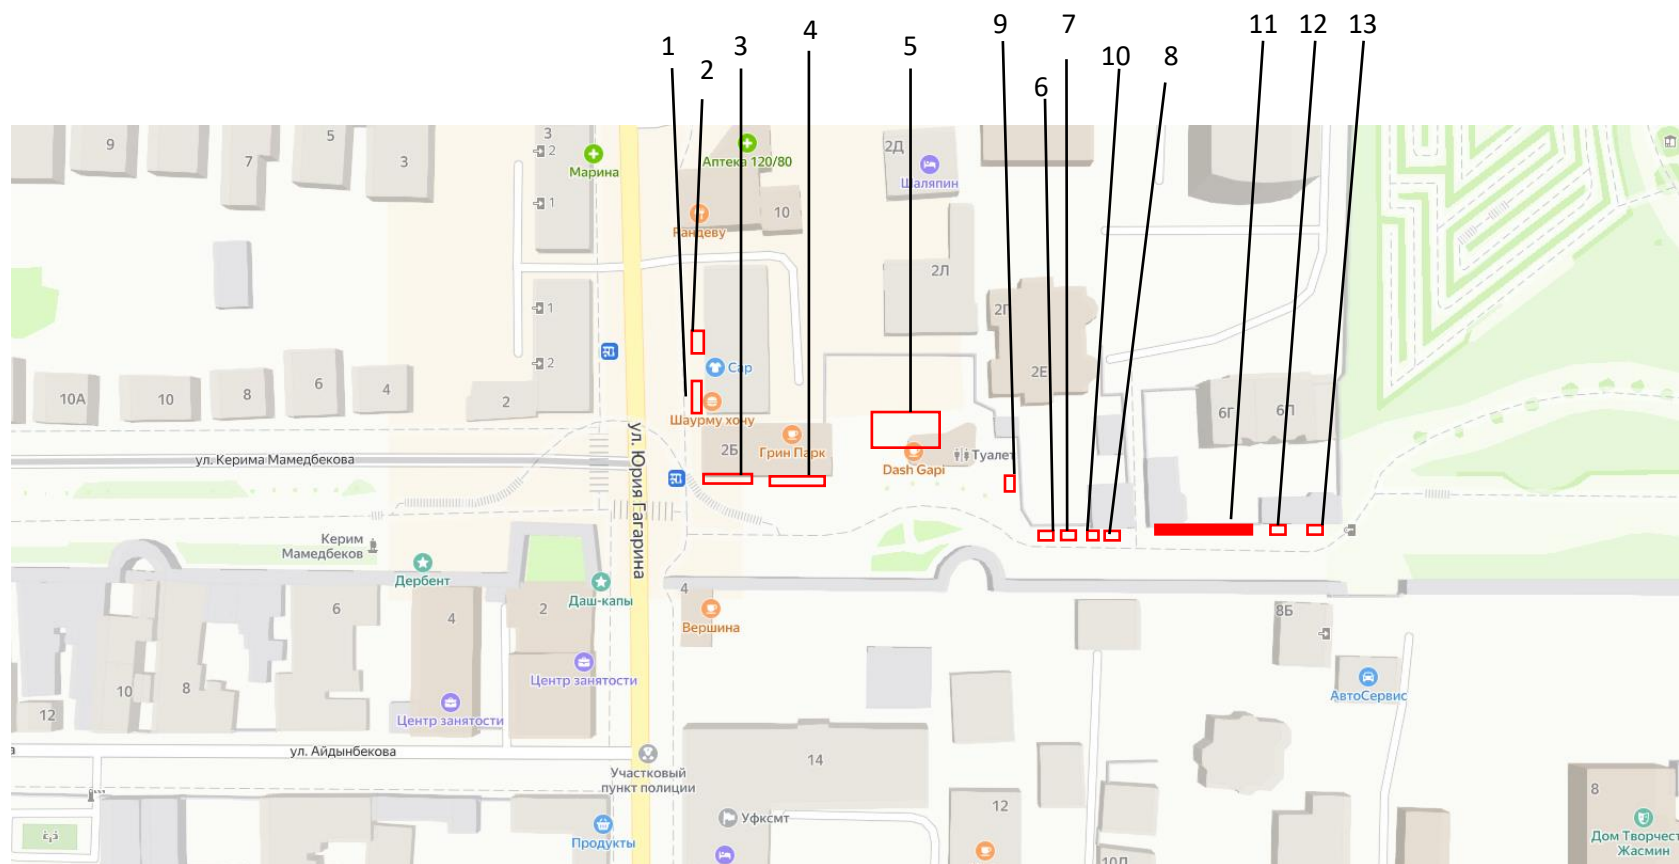 4
11
12
13
9
7
1
3
5
2
10
8
6
3
2
5
9
7
3
Марина
Аптека 120/80
2Д
Шаляпин
1
10
Рандеву
2Л
1
2Г
2
Сар
2Е
10А
10
8
6
4
2
Шаурму хочу
6Г
6Л
ул. Керима Мамедбекова
ул. Юрия Гагарина
2Б
Грин Парк
Dash Gapi
Туалет
Керим
Мамедбеков
Дербент
Даш-капы
4
Вершина
6
4
2
8Б
10
8
12
Центр занятости
Центр занятости
АвтоСервис
ул. Айдынбекова
14
Участковый
пункт полиции
12
8
Уфксмт
Продукты
Дом Творчест
Жасмин